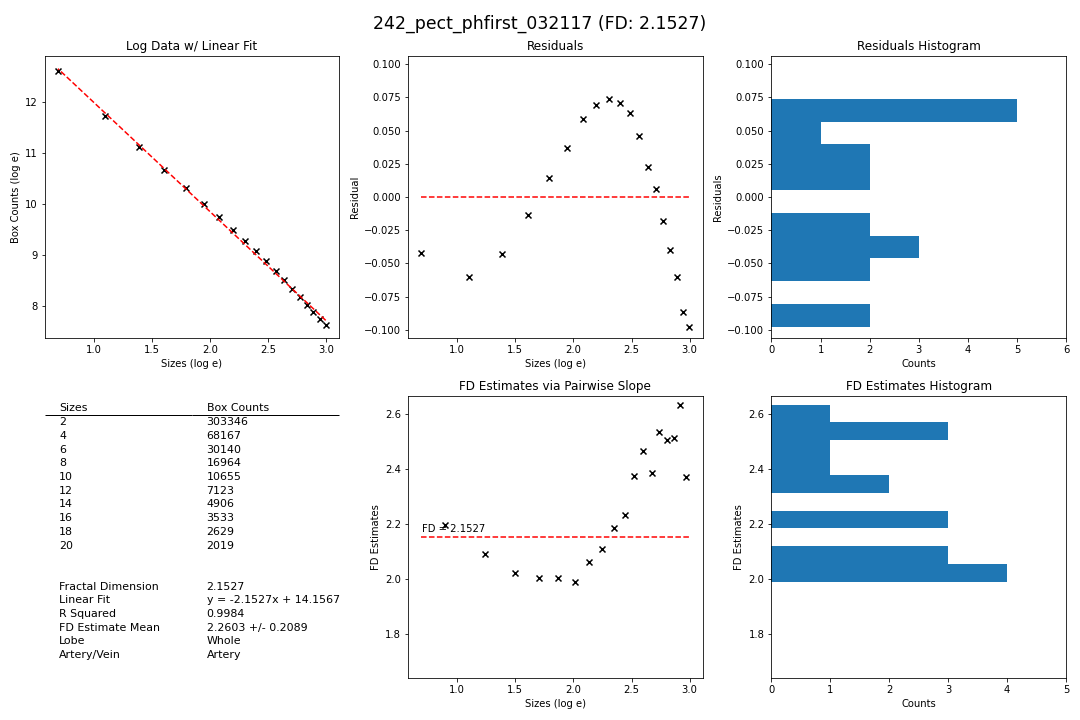 242_pect_phfirst_032117 (FD: 2.1527)
Log Data w/ Linear Fit
Box Counts (log e)
12
11
10
9
8
1.0 1.5 2.0 2.5 3.0
Sizes (log e)
Residuals
Residual
0.100
0.075
0.050
0.025
0.000
−0.025
−0.050
−0.075
−0.100
1.0 1.5 2.0 2.5 3.0
Sizes (log e)
Residuals Histogram
Residuals
0.100
0.075
0.050
0.025
0.000
−0.025
−0.050
−0.075
−0.100
0 1 2 3 4 5 6
Counts
Sizes Box Counts
2 303346
4 68167
6 30140
8 16964
10 10655
12 7123
14 4906
16 3533
18 2629
20 2019
Fractal Dimension 2.1527
Linear Fit y = -2.1527x + 14.1567
R Squared 0.9984
FD Estimate Mean 2.2603 +/- 0.2089
Lobe Whole
Artery/Vein Artery
FD Estimates via Pairwise Slope
FD Estimates
2.6
2.4
2.2
2.0
1.8
FD = 2.1527
1.0 1.5 2.0 2.5 3.0
Sizes (log e)
FD Estimates Histogram
FD Estimates
2.6
2.4
2.2
2.0
1.8
0 1 2 3 4 5
Counts